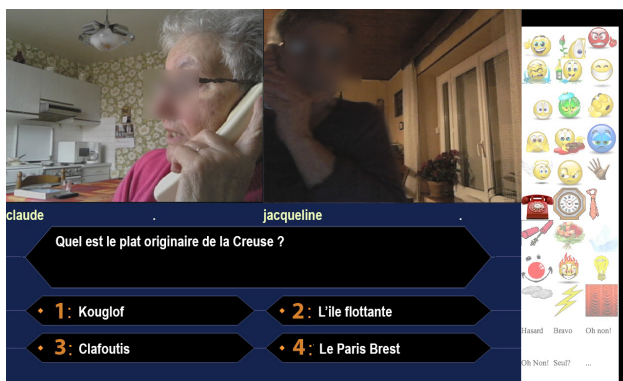 claude . jacqueline .
Quel est le plat originaire de la Creuse ?
1: Kouglof
2: L'ile flottante
3: Clafoutis
4: Le Paris Brest
Hasard Bravo Oh non!
Oh Non! Seul? ...